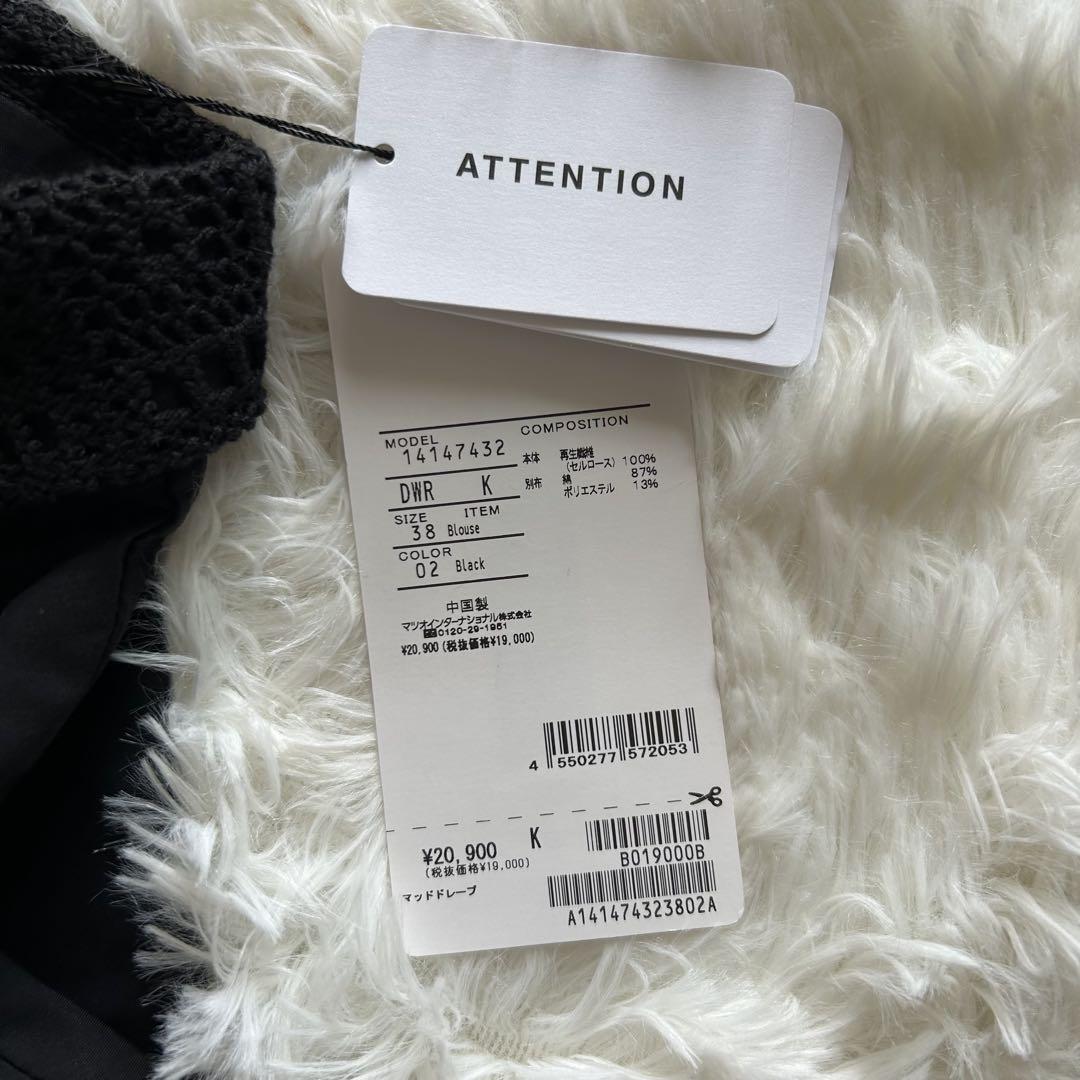 ATTENTION
MODEL
14147432
DWR K
SIZE ITEM
38 Blouse
COLOR
02 Black
COMPOSITION
本体 再生繊維
(セルロース) 100%
別布 綿 87%
ポリエステル 13%
中国製
マツオインターナショナル株式会社
0120-29-1951
¥20,900(税抜価格¥19,000)
4 550277 572053
¥20,900 K
(税抜価格¥19,000)
B019000B
マッドドレープ
A141474323802A